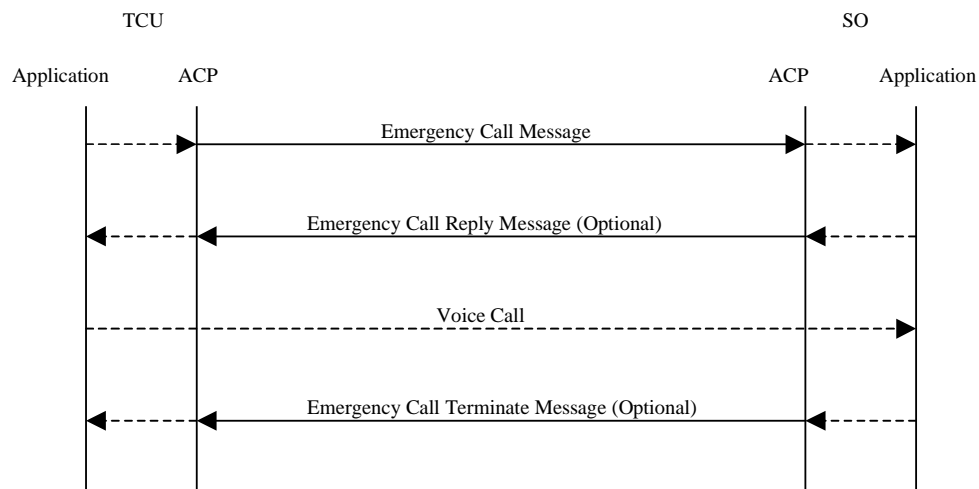 TCU SO
Application ACP ACP Application
Emergency Call Message
Emergency Call Reply Message (Optional)
Voice Call
Emergency Call Terminate Message (Optional)